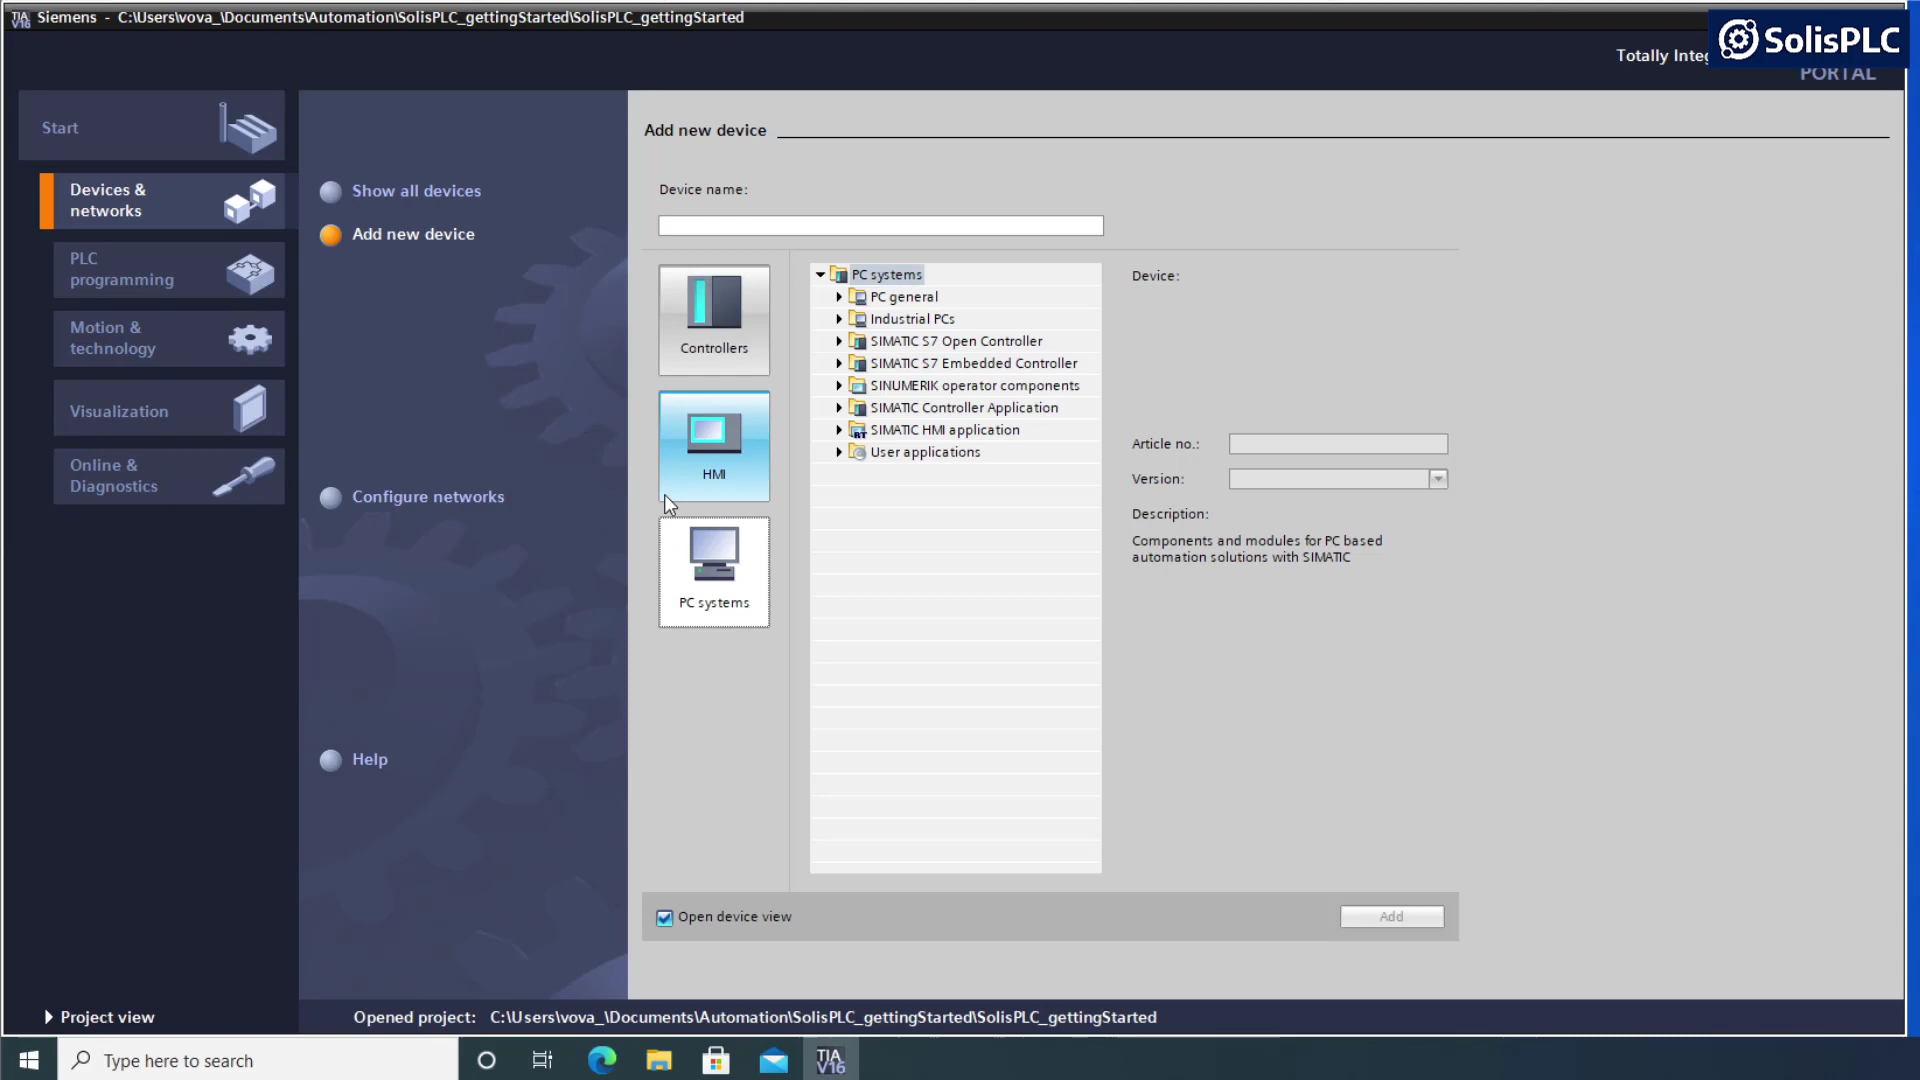 Siemens - C:\Users\vova_\Documents\Automation\SolisPLC_gettingStarted\SolisPLC_gettingStarted
SolisPLC
Totally Integ
PORTAL
Start
Devices &
networks
PLC
programming
Motion &
technology
Visualization
Online &
Diagnostics
Show all devices
Add new device
Configure networks
Help
Add new device
Device name:
Controllers
HMI
PC systems
PC systems
PC general
Industrial PCs
SIMATIC S7 Open Controller
SIMATIC S7 Embedded Controller
SINUMERIK operator components
SIMATIC Controller Application
SIMATIC HMI application
User applications
Device:
Article no.:
Version:
Description:
Components and modules for PC based
automation solutions with SIMATIC
Open device view
Add
Project view
Opened project: C:\Users\vova_\Documents\Automation\SolisPLC_gettingStarted\SolisPLC_gettingStarted
Type here to search
TIA
V16